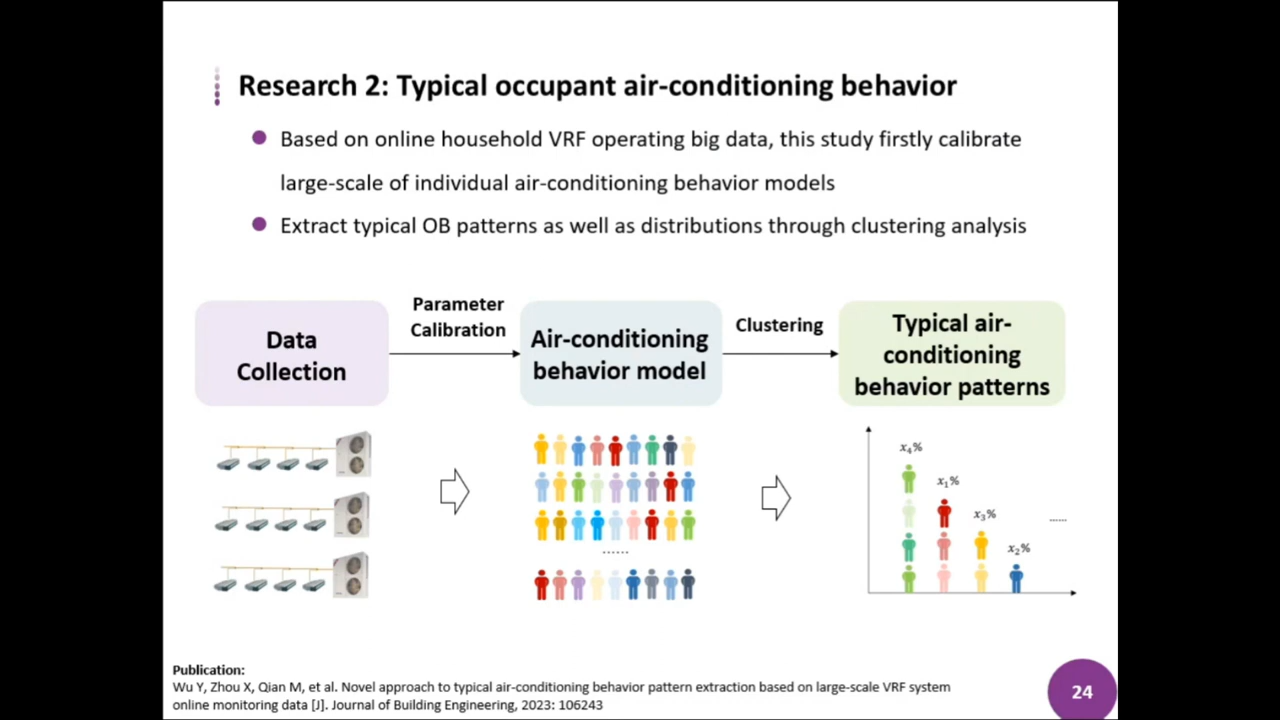 Research 2: Typical occupant air-conditioning behavior
Based on online household VRF operating big data, this study firstly calibrate
large-scale of individual air-conditioning behavior models
Extract typical OB patterns as well as distributions through clustering analysis
Data
Collection
Parameter
Calibration
Air-conditioning
behavior model
Clustering
Typical air-
conditioning
behavior patterns
......
x₄%
x₁%
x₃%
x₂%
......
Publication:
Wu Y, Zhou X, Qian M, et al. Novel approach to typical air-conditioning behavior pattern extraction based on large-scale VRF system
online monitoring data [J]. Journal of Building Engineering, 2023: 106243
24